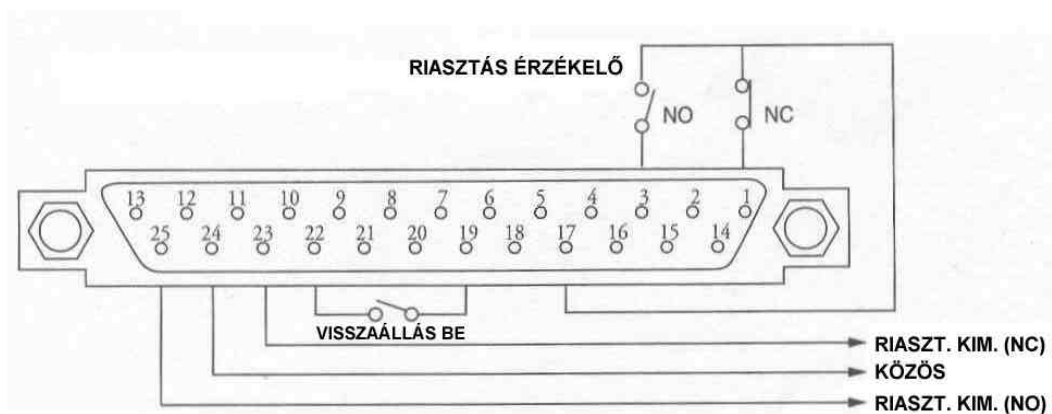 RIASZTÁS ÉRZÉKELŐ
NO NC
13 12 11 10 9 8 7 6 5 4 3 2 1
25 24 23 22 21 20 19 18 17 16 15 14
VISSZAÁLLÁS BE
RIASZT. KIM. (NC)
KÖZÖS
RIASZT. KIM. (NO)